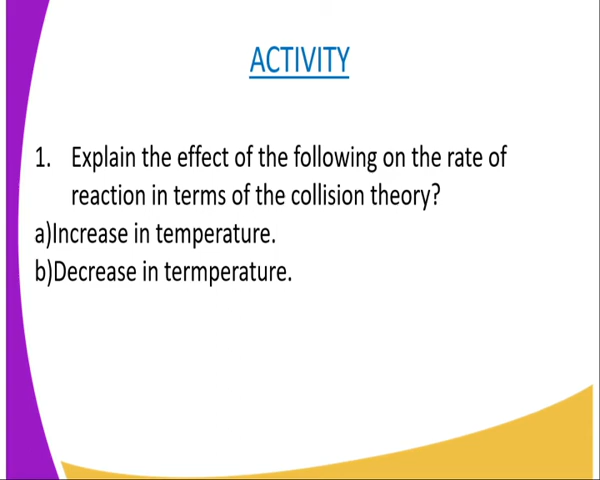 ACTIVITY
1. Explain the effect of the following on the rate of
reaction in terms of the collision theory?
a)Increase in temperature.
b)Decrease in termperature.